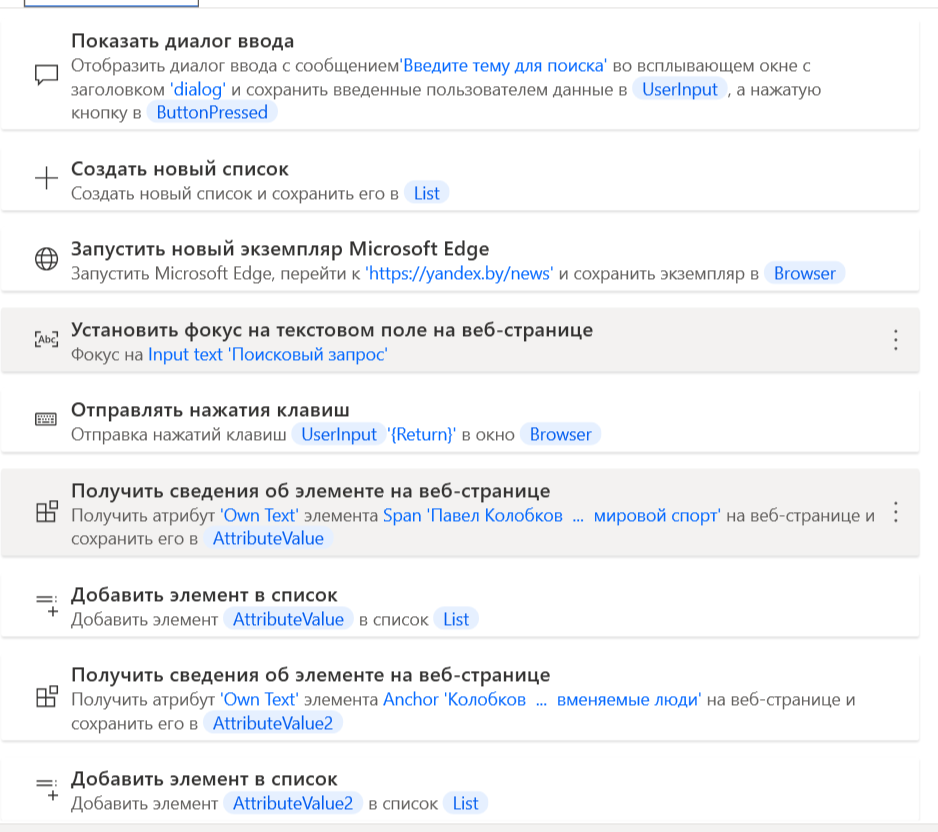 Показать диалог ввода
Отобразить диалог ввода с сообщением'Введите тему для поиска' во всплывающем окне с
заголовком 'dialog' и сохранить введенные пользователем данные в UserInput , а нажатую
кнопку в ButtonPressed
Создать новый список
Создать новый список и сохранить его в List
Запустить новый экземпляр Microsoft Edge
Запустить Microsoft Edge, перейти к 'https://yandex.by/news' и сохранить экземпляр в Browser
Abc
Установить фокус на текстовом поле на веб-странице
Фокус на Input text 'Поисковый запрос'
Отправлять нажатия клавиш
Отправка нажатий клавиш UserInput '{Return}' в окно Browser
Получить сведения об элементе на веб-странице
Получить атрибут 'Own Text' элемента Span 'Павел Колобков ... мировой спорт' на веб-странице и
сохранить его в AttributeValue
Добавить элемент в список
Добавить элемент AttributeValue в список List
Получить сведения об элементе на веб-странице
Получить атрибут 'Own Text' элемента Anchor 'Колобков ... вменяемые люди' на веб-странице и
сохранить его в AttributeValue2
Добавить элемент в список
Добавить элемент AttributeValue2 в список List